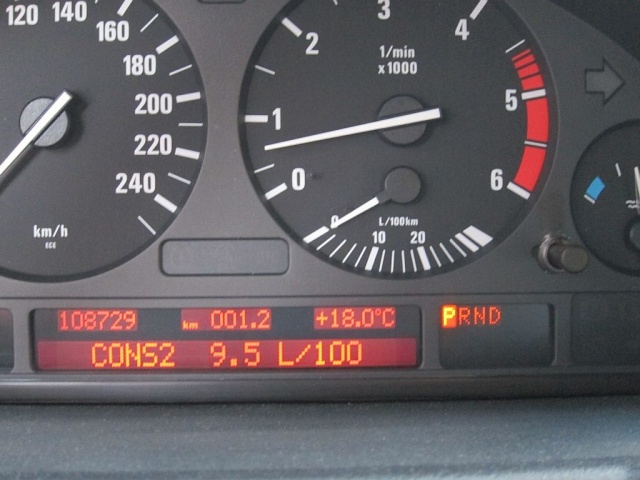 120 140
160
180
200
220
240
km/h
ECE
3
2
4
1/min
x1000
1
5
0
6
0
L/100km
10 20
108729 km 001.2 +18.0°C
PRND
CONS2 9.5 L/100